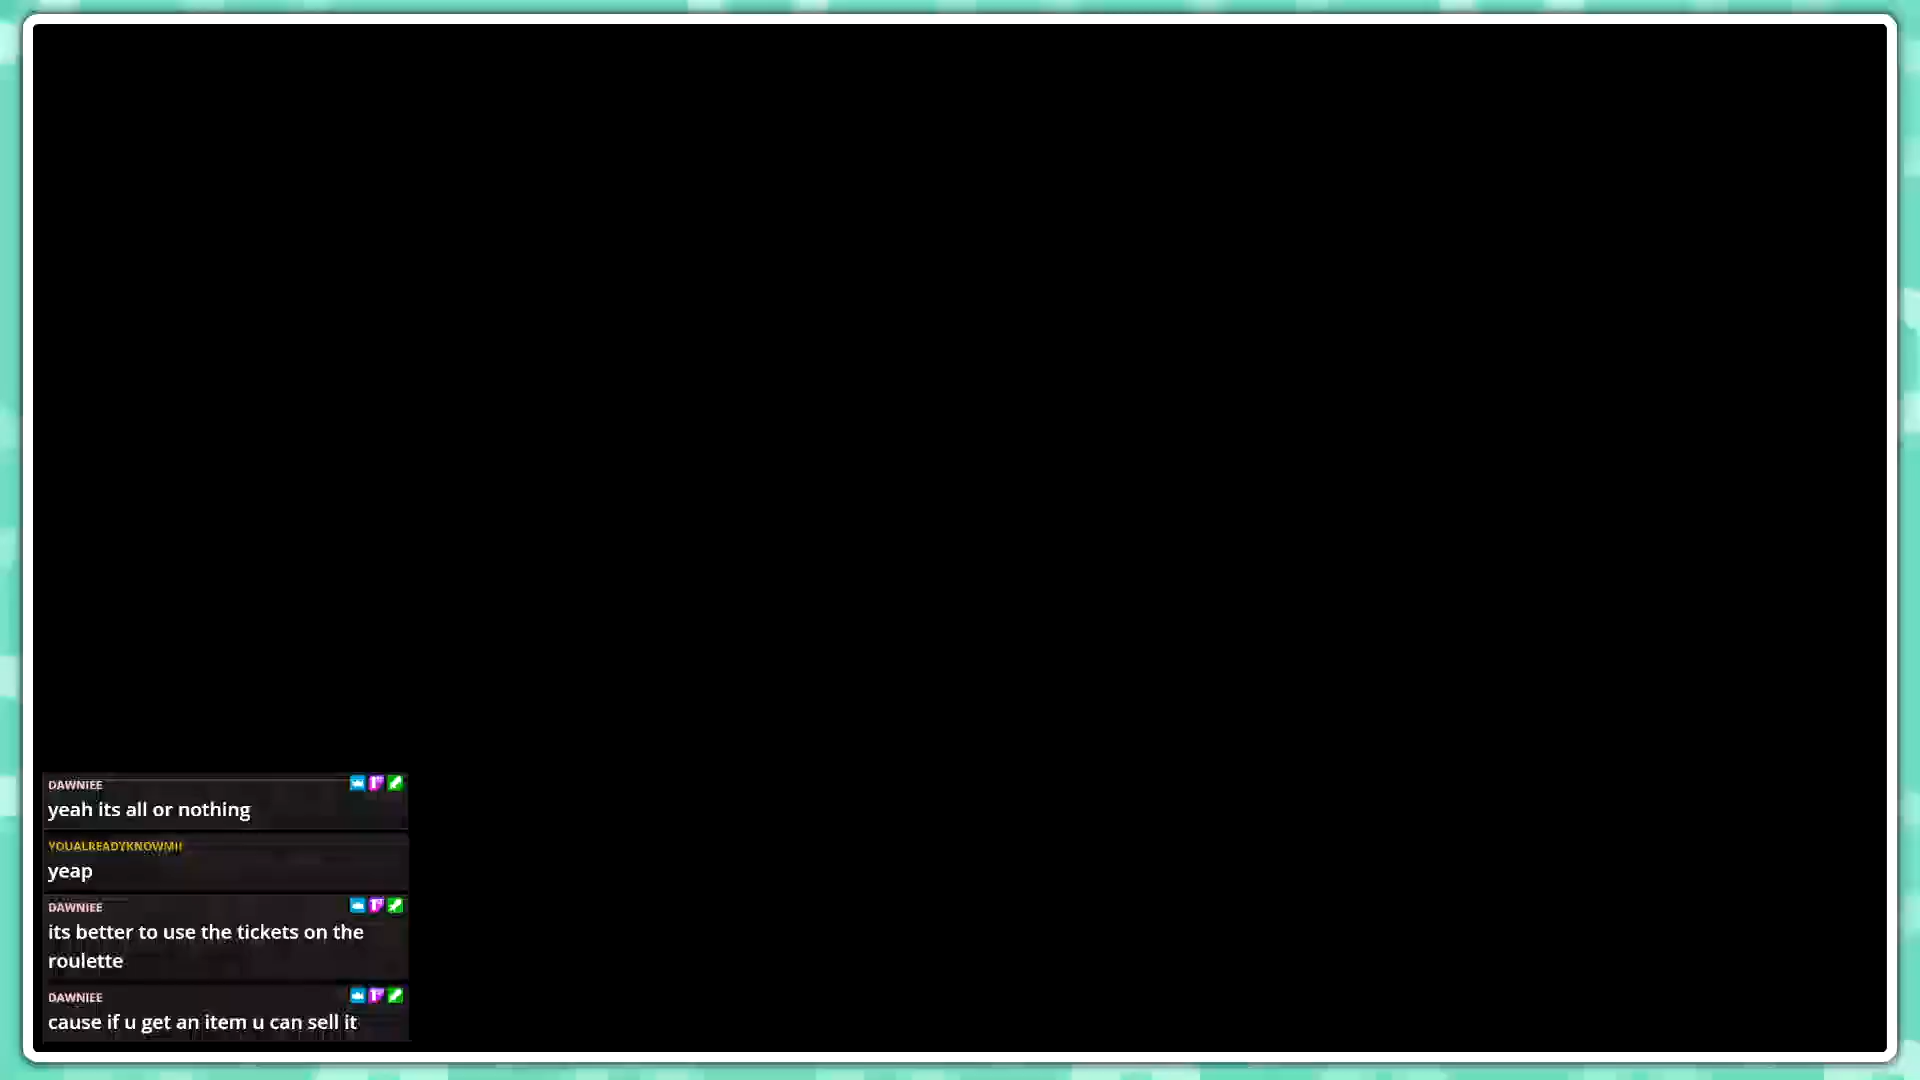 DAWNIEE
yeah its all or nothing
YOUALREADYKNOWMII
yeap
DAWNIEE
its better to use the tickets on the
roulette
DAWNIEE
cause if u get an item u can sell it